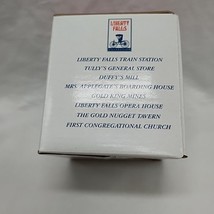 LIBERTY
FALLS
LIBERTY FALLS TRAIN STATION
TULLY'S GENERAL STORE
DUFFY'S MILL
MRS. APPLEGATE'S BOARDING HOUSE
GOLD KING MINES
LIBERTY FALLS OPERA HOUSE
THE GOLD NUGGET TAVERN
FIRST CONGREGATIONAL CHURCH